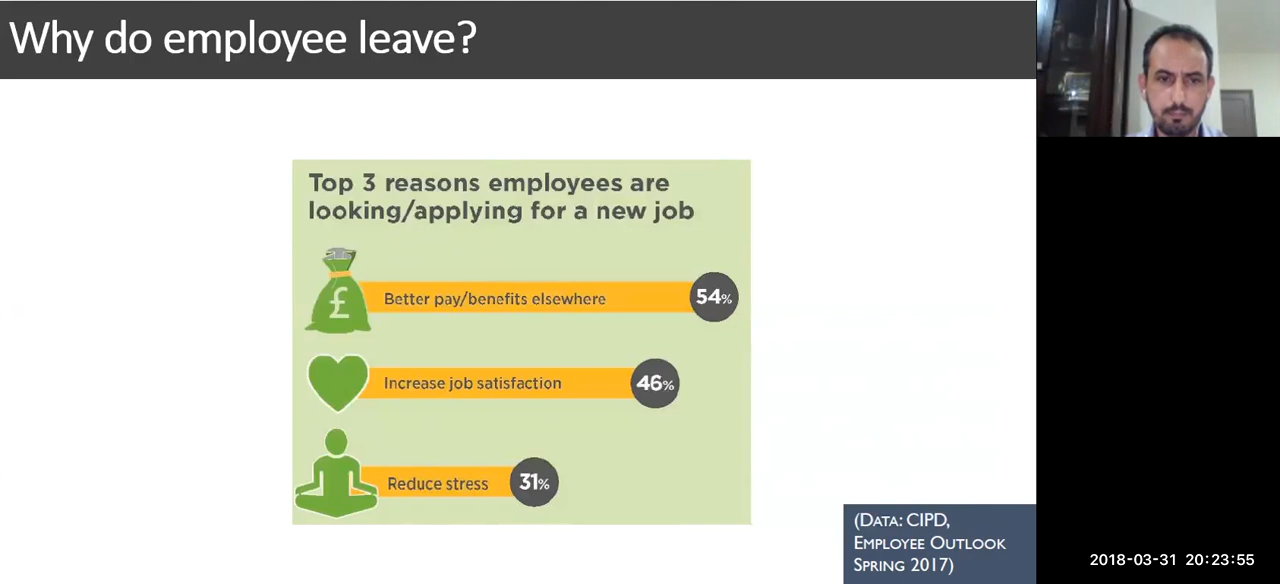 Why do employee leave?
Top 3 reasons employees are
looking/applying for a new job
£
Better pay/benefits elsewhere
54%
Increase job satisfaction
46%
Reduce stress
31%
(DATA: CIPD,
EMPLOYEE OUTLOOK
SPRING 2017)
2018-03-31 20:23:55